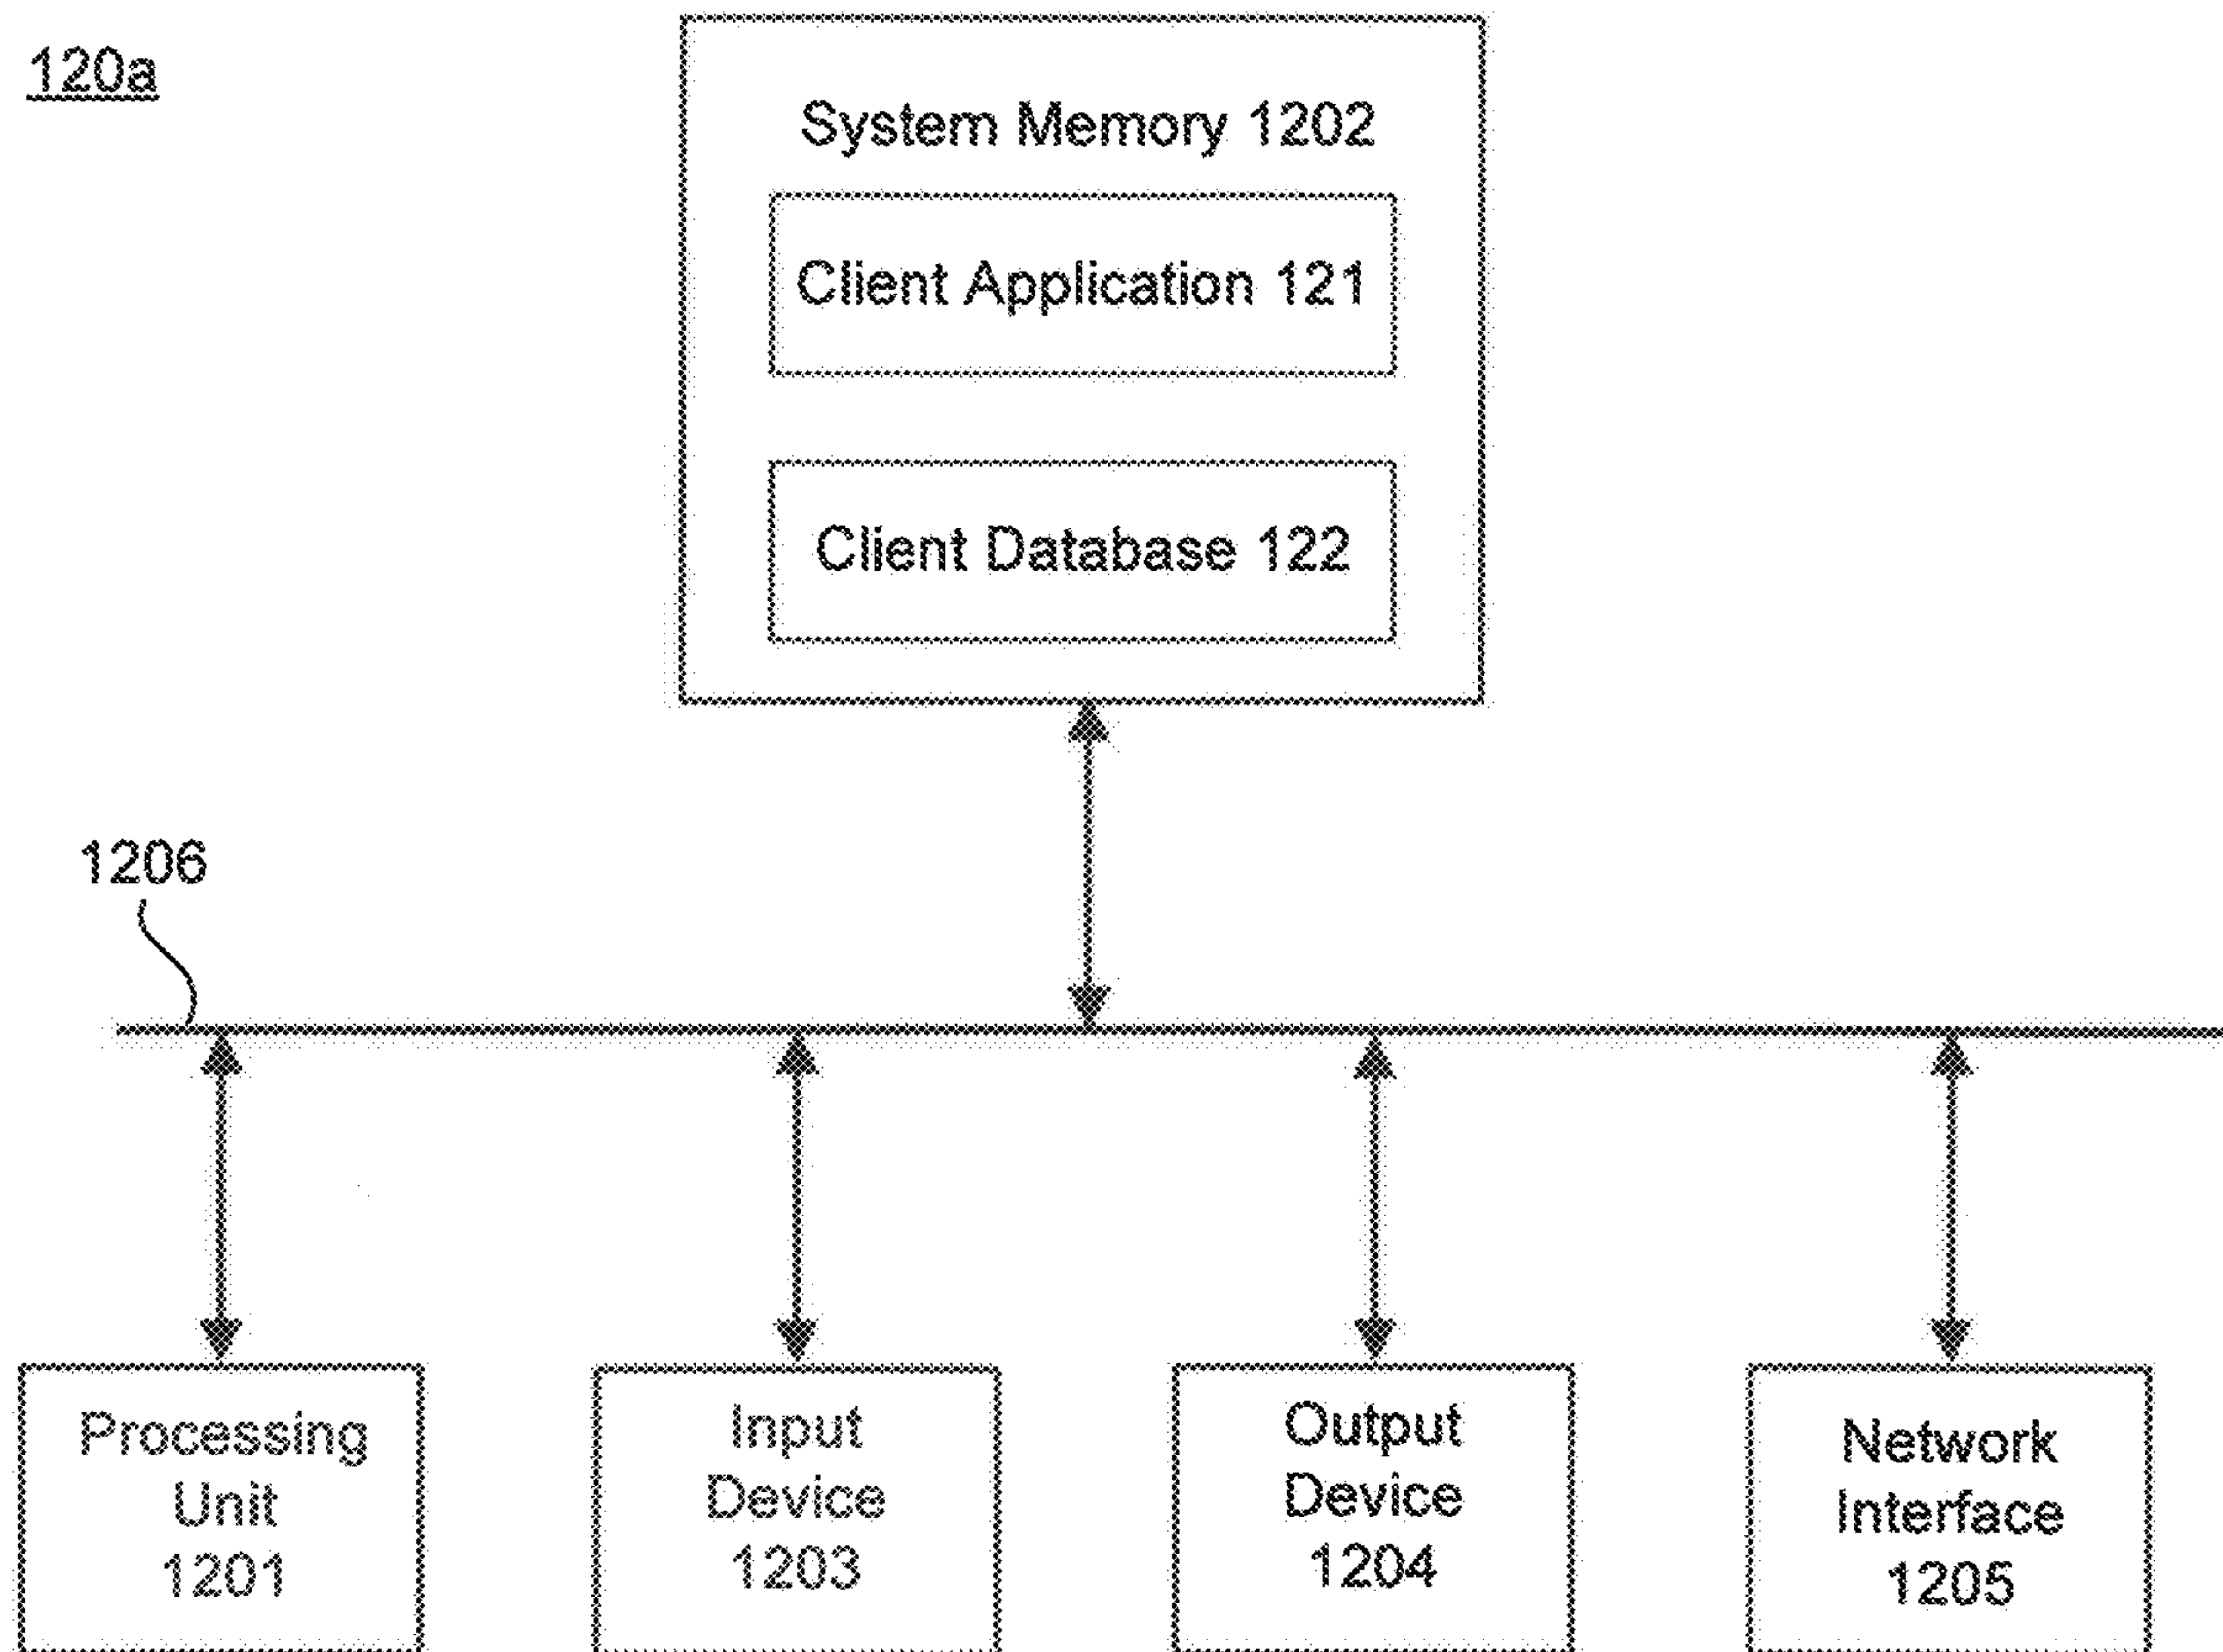 120a
System Memory 1202
Client Application 121
Client Database 122
1206
Processing
Unit
1201
Input
Device
1203
Output
Device
1204
Network
Interface
1205